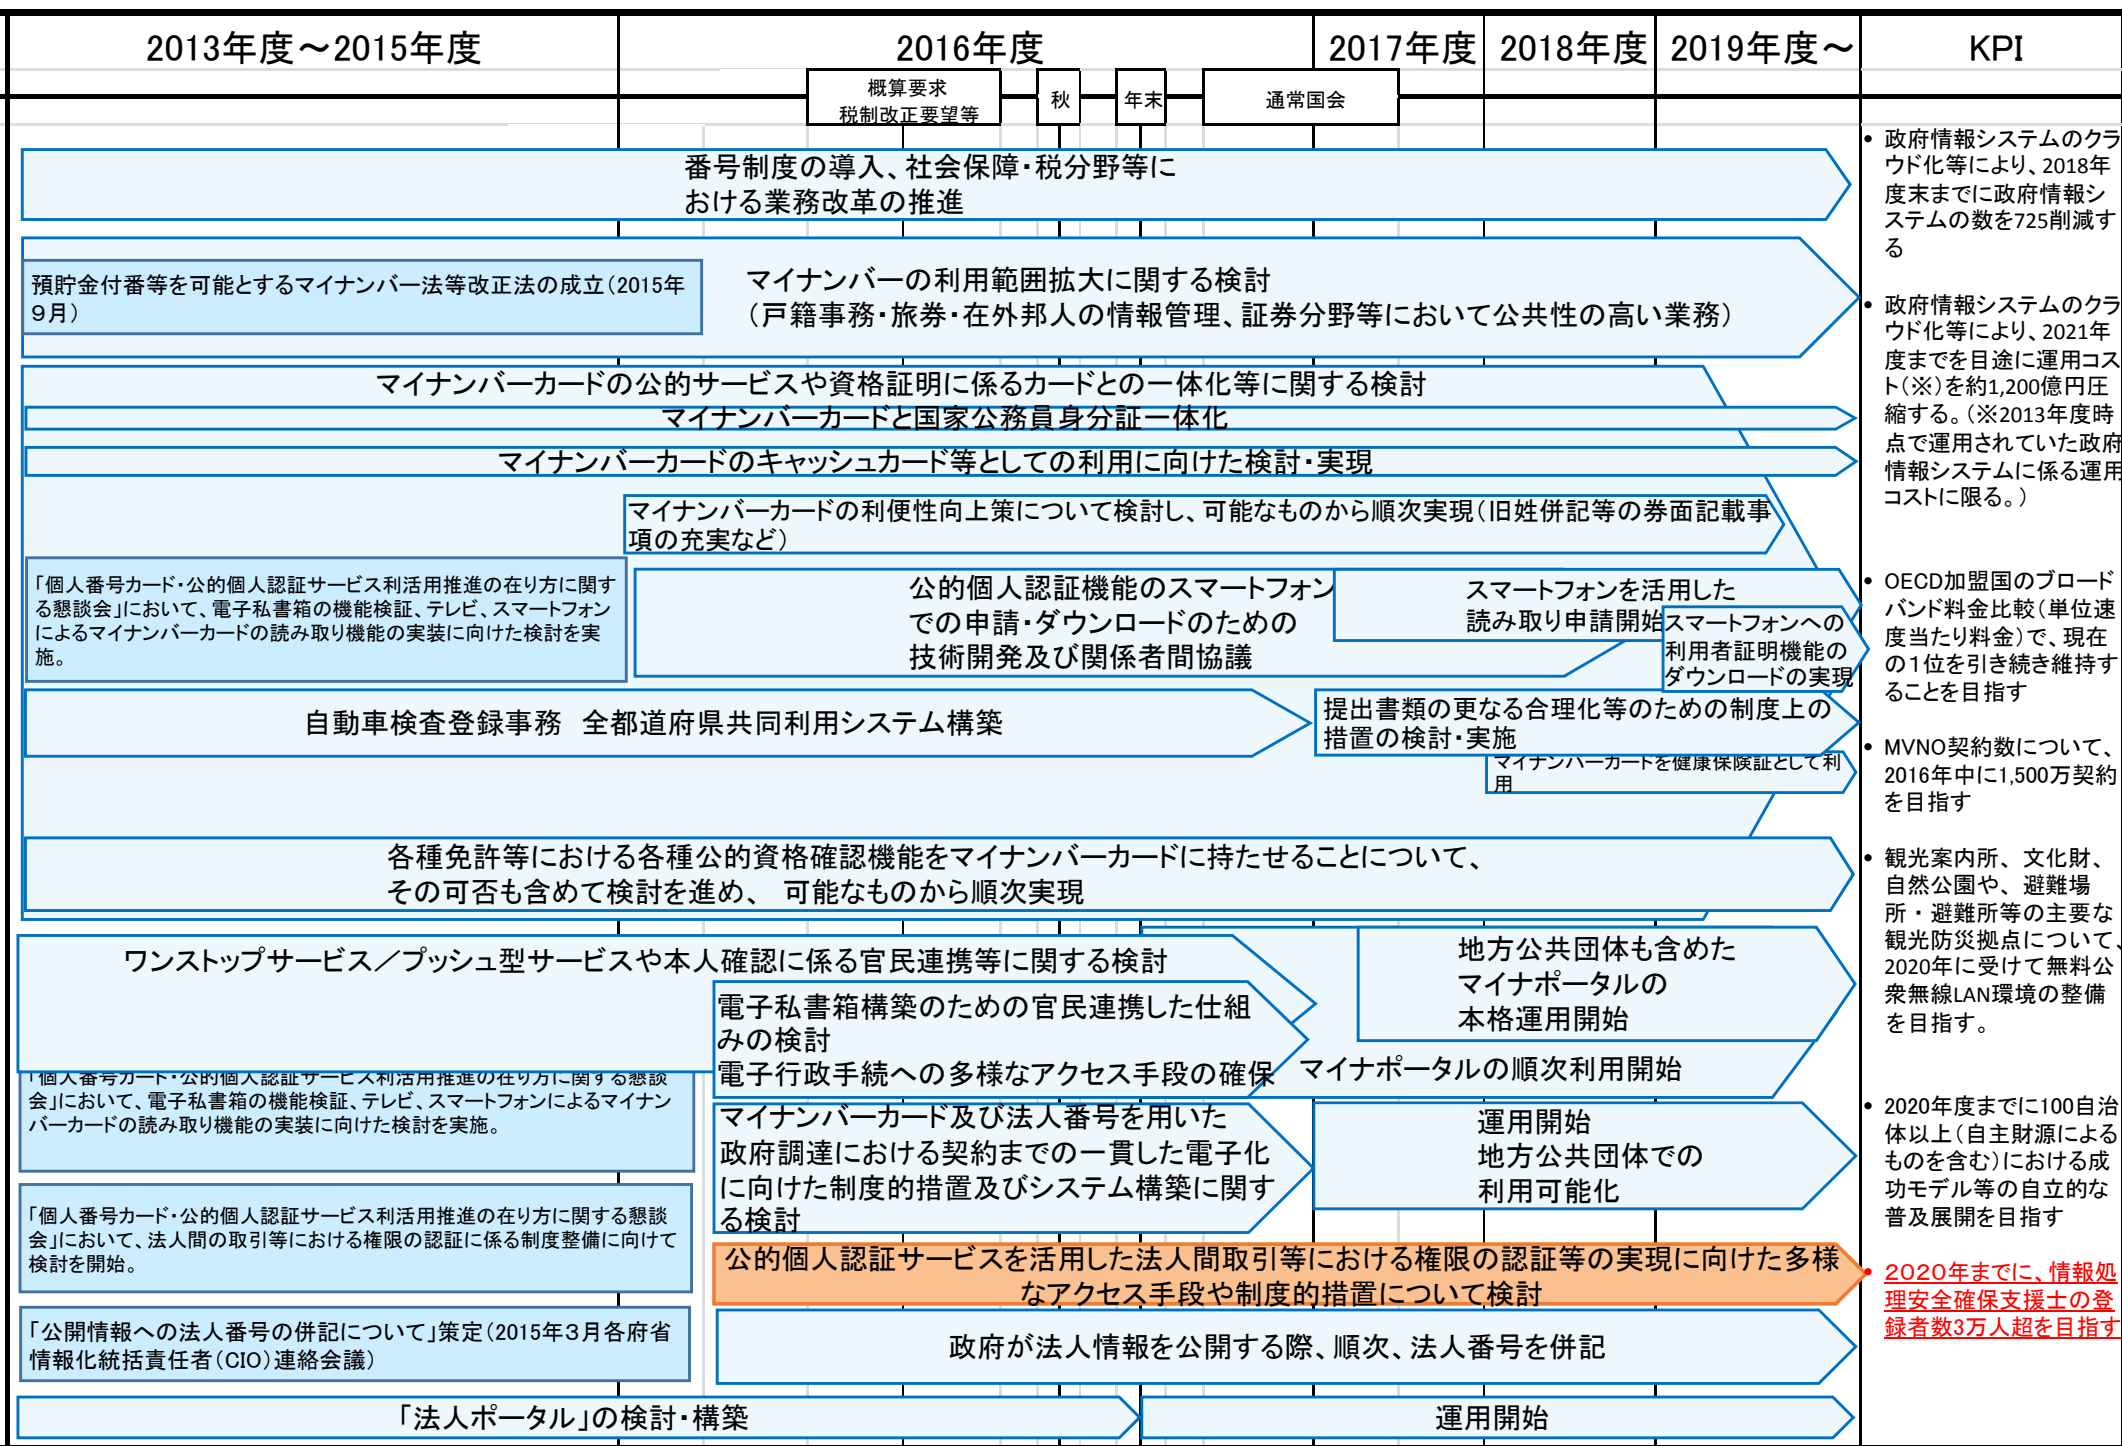 2013年度～2015年度
2016年度
2017年度
2018年度
2019年度～
KPI
概算要求
税制改正要望等
秋
年末
通常国会
番号制度の導入、社会保障・税分野等に
おける業務改革の推進
預貯金付番等を可能とするマイナンバー法等改正法の成立（2015年
９月）
マイナンバーの利用範囲拡大に関する検討
（戸籍事務・旅券・在外邦人の情報管理、証券分野等において公共性の高い業務）
マイナンバーカードの公的サービスや資格証明に係るカードとの一体化等に関する検討
マイナンバーカードと国家公務員身分証一体化
マイナンバーカードのキャッシュカード等としての利用に向けた検討・実現
マイナンバーカードの利便性向上策について検討し、可能なものから順次実現（旧姓併記等の券面記載事
項の充実など）
「個人番号カード・公的個人認証サービス利活用推進の在り方に関す
る懇談会」において、電子私書箱の機能検証、テレビ、スマートフォン
によるマイナンバーカードの読み取り機能の実装に向けた検討を実
施。
公的個人認証機能のスマートフォン
での申請・ダウンロードのための
技術開発及び関係者間協議
スマートフォンを活用した
読み取り申請開始
スマートフォンへの
利用者証明機能の
ダウンロードの実現
自動車検査登録事務　全都道府県共同利用システム構築
提出書類の更なる合理化等のための制度上の
措置の検討・実施
マイナンバーカードを健康保険証として利
用
各種免許等における各種公的資格確認機能をマイナンバーカードに持たせることについて、
その可否も含めて検討を進め、 可能なものから順次実現
ワンストップサービス／プッシュ型サービスや本人確認に係る官民連携等に関する検討
電子私書箱構築のための官民連携した仕組
みの検討
電子行政手続への多様なアクセス手段の確保
地方公共団体も含めた
マイナポータルの
本格運用開始
マイナポータルの順次利用開始
「個人番号カード・公的個人認証サービス利活用推進の在り方に関する懇談
会」において、電子私書箱の機能検証、テレビ、スマートフォンによるマイナン
バーカードの読み取り機能の実装に向けた検討を実施。
マイナンバーカード及び法人番号を用いた
政府調達における契約までの一貫した電子化
に向けた制度的措置及びシステム構築に関す
る検討
運用開始
地方公共団体での
利用可能化
「個人番号カード・公的個人認証サービス利活用推進の在り方に関する懇談
会」において、法人間の取引等における権限の認証に係る制度整備に向けて
検討を開始。
公的個人認証サービスを活用した法人間取引等における権限の認証等の実現に向けた多様
なアクセス手段や制度的措置について検討
「公開情報への法人番号の併記について」策定（2015年３月各府省
情報化統括責任者（CIO）連絡会議）
政府が法人情報を公開する際、順次、法人番号を併記
「法人ポータル」の検討・構築
運用開始
• 政府情報システムのクラ
ウド化等により、2018年
度末までに政府情報シ
ステムの数を725削減す
る
• 政府情報システムのクラ
ウド化等により、2021年
度までを目途に運用コス
ト（※）を約1,200億円圧
縮する。（※2013年度時
点で運用されていた政府
情報システムに係る運用
コストに限る。）
• OECD加盟国のブロード
バンド料金比較（単位速
度当たり料金）で、現在
の１位を引き続き維持す
ることを目指す
• MVNO契約数について、
2016年中に1,500万契約
を目指す
• 観光案内所、 文化財、
自然公園や、 避難場
所・避難所等の主要な
観光防災拠点について、
2020年に受けて無料公
衆無線LAN環境の整備
を目指す。
• 2020年度までに100自治
体以上（自主財源による
ものを含む）における成
功モデル等の自立的な
普及展開を目指す
• ２０２０年までに、情報処
理安全確保支援士の登
録者数3万人超を目指す